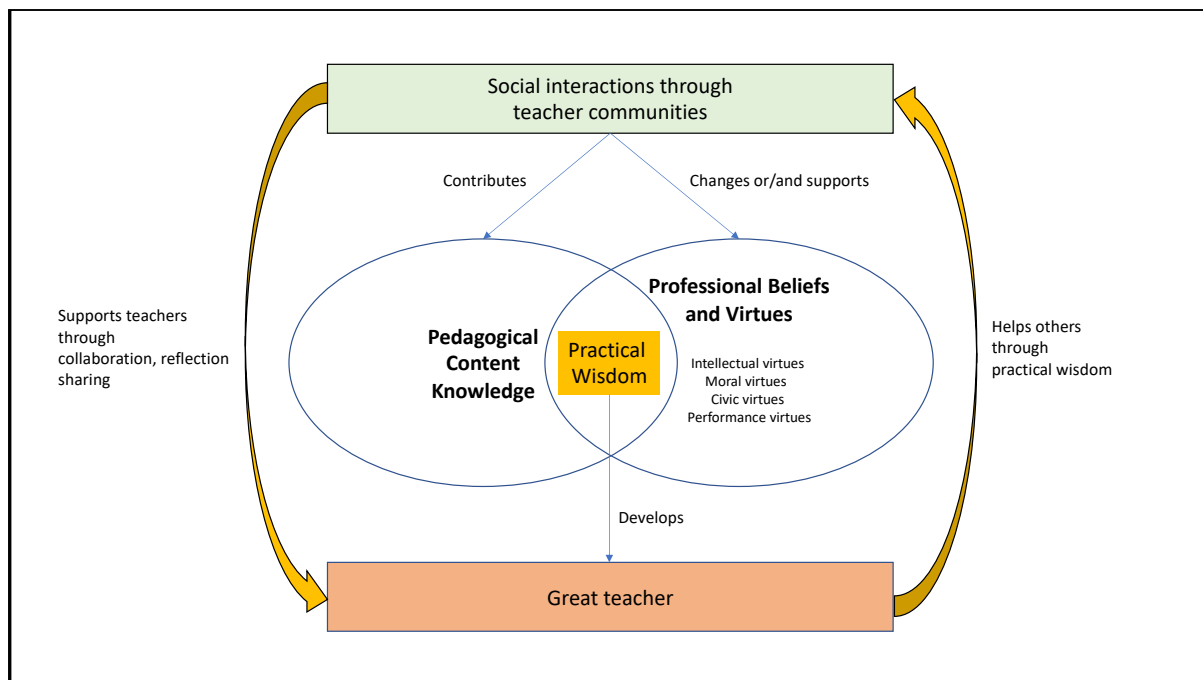 Social interactions through
teacher communities
Contributes
Changes or/and supports
Supports teachers
through
collaboration, reflection
sharing
Pedagogical
Content
Knowledge
Practical
Wisdom
Professional Beliefs
and Virtues
Intellectual virtues
Moral virtues
Civic virtues
Performance virtues
Helps others
through
practical wisdom
Develops
Great teacher